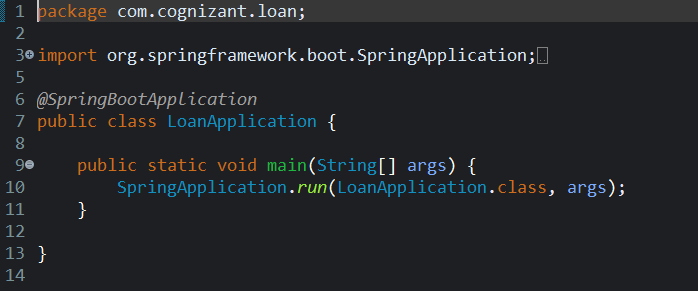 1 package com.cognizant.loan;
2
3 import org.springframework.boot.SpringApplication;
5
6 @SpringBootApplication
7 public class LoanApplication {
8
9     public static void main(String[] args) {
10         SpringApplication.run(LoanApplication.class, args);
11     }
12
13 }
14